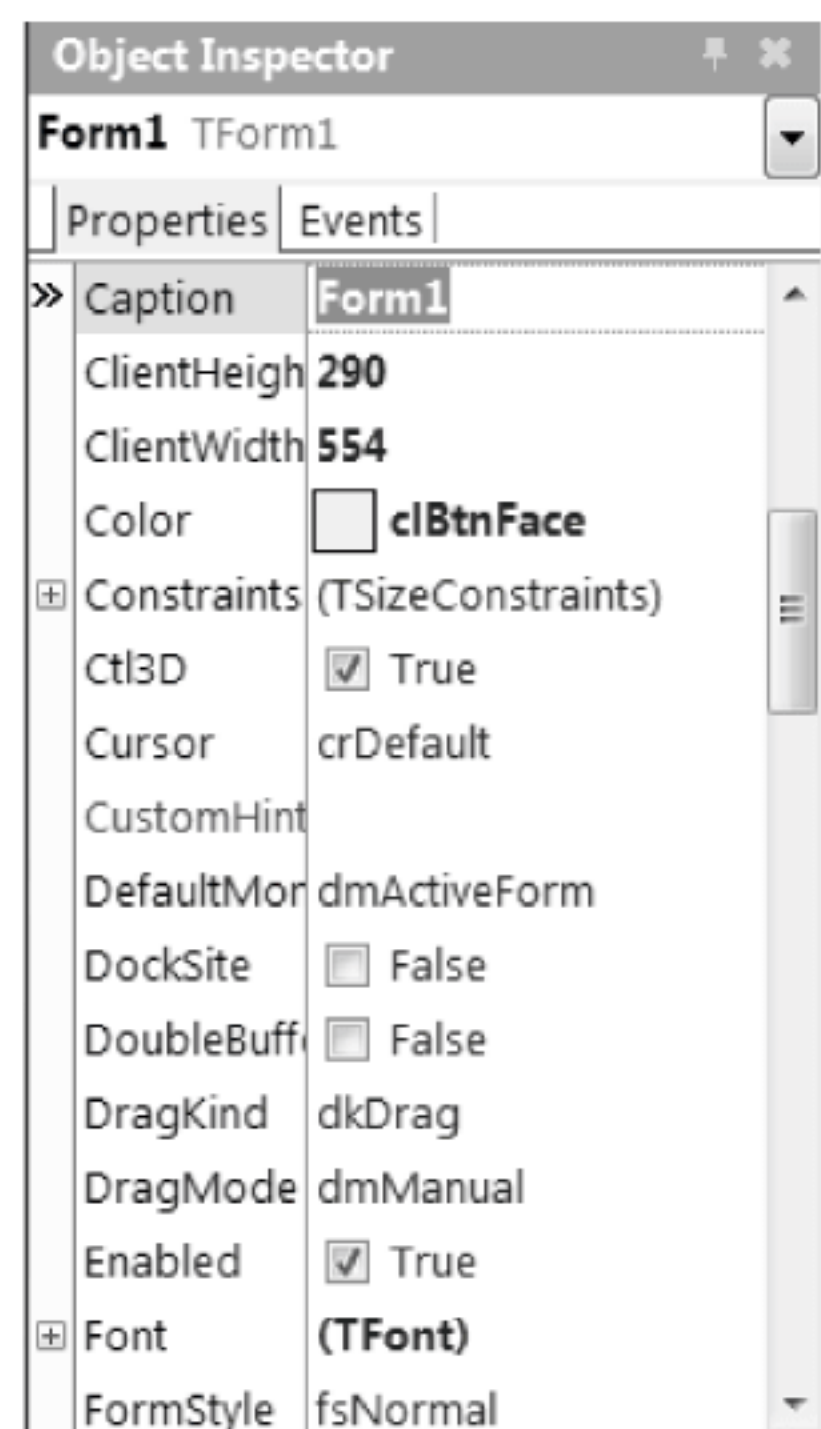 Object Inspector
Form1 TForm1
Properties Events
» Caption Form1
ClientHeigh 290
ClientWidth 554
Color clBtnFace
Constraints (TSizeConstraints)
Ctl3D True
Cursor crDefault
CustomHint
DefaultMon dmActiveForm
DockSite False
DoubleBuffe False
DragKind dkDrag
DragMode dmManual
Enabled True
Font (TFont)
FormStyle fsNormal